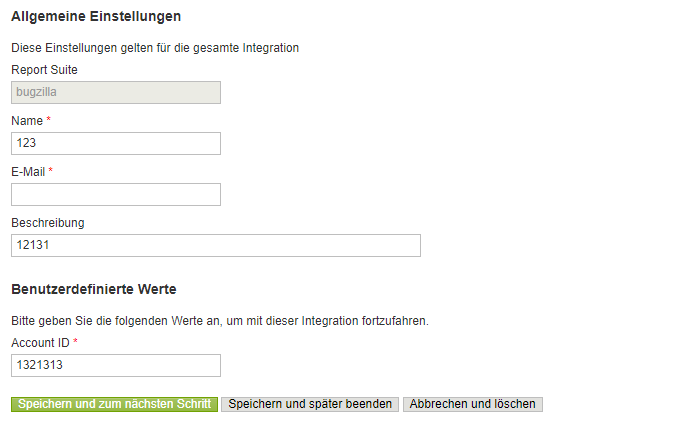 Allgemeine Einstellungen
Diese Einstellungen gelten für die gesamte Integration
Report Suite
bugzilla
Name *
123
E-Mail *
Beschreibung
12131
Benutzerdefinierte Werte
Bitte geben Sie die folgenden Werte an, um mit dieser Integration fortzufahren.
Account ID *
1321313
Speichern und zum nächsten Schritt Speichern und später beenden Abbrechen und löschen